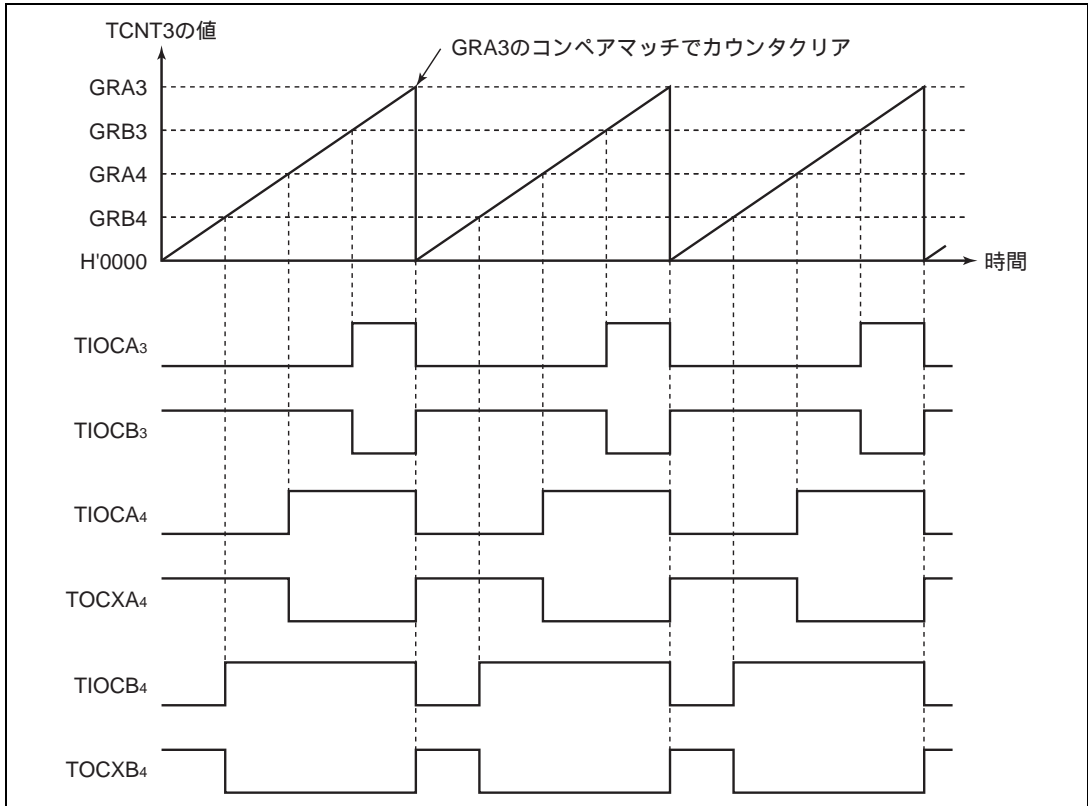 TCNT3の値
GRA3のコンペアマッチでカウンタクリア
GRA3
GRB3
GRA4
GRB4
H'0000
時間
TIOCA3
TIOCB3
TIOCA4
TOCXA4
TIOCB4
TOCXB4